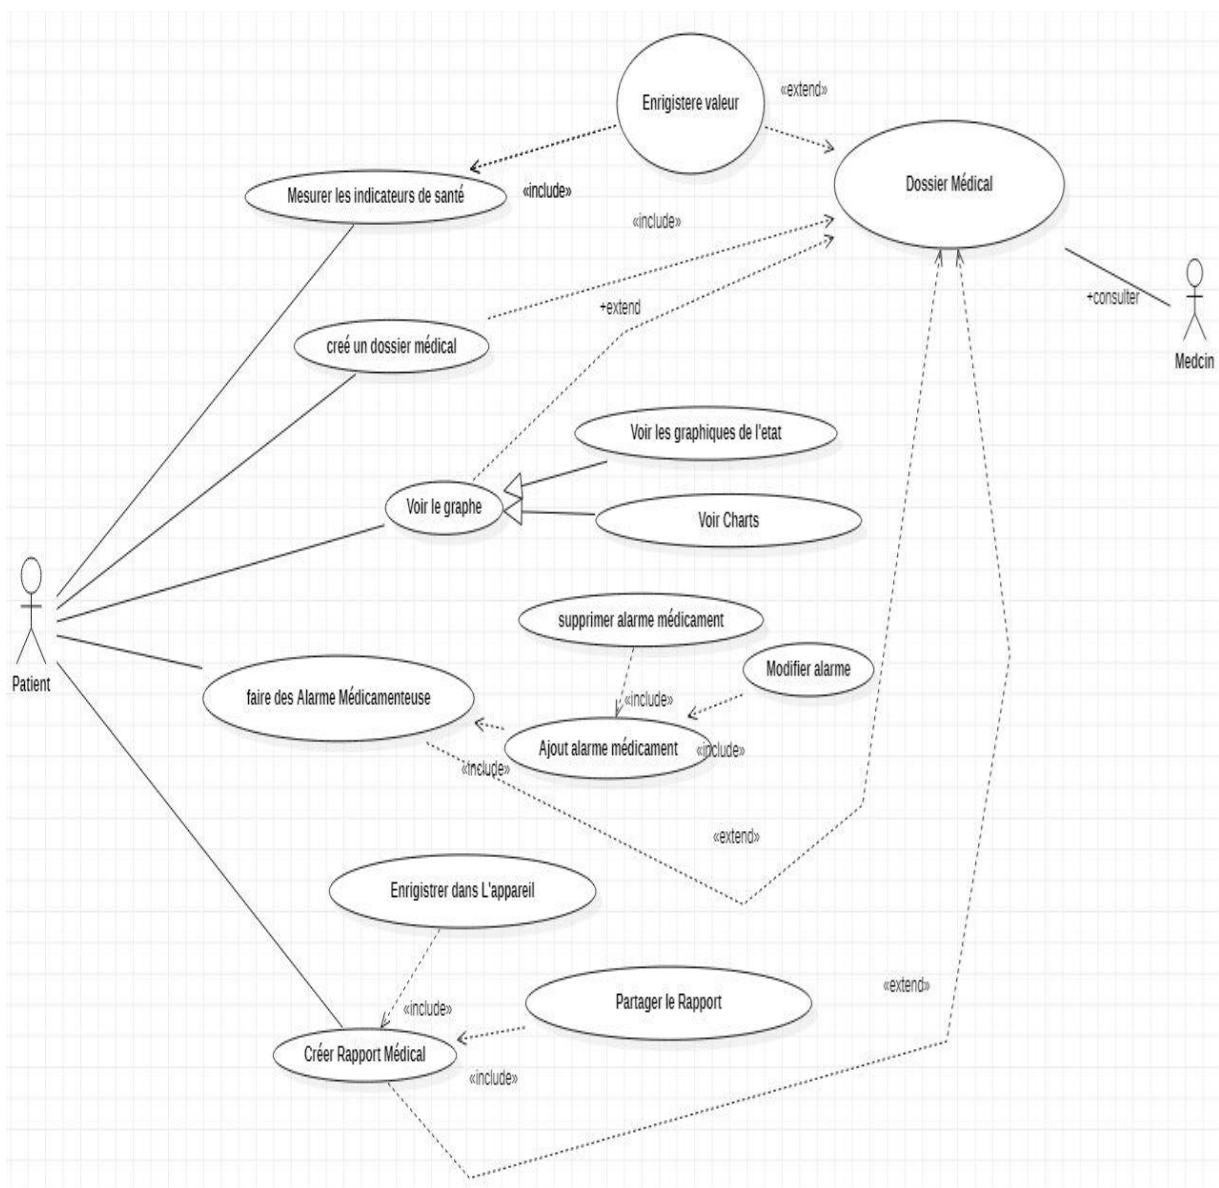 Enrigistere valeur
«extend»
Dossier Médical
Mesurer les indicateurs de santé
«include»
«include»
+extend
+consulter
creé un dossier médical
Medcin
Voir les graphiques de l'etat
Voir le graphe
Voir Charts
supprimer alarme médicament
Modifier alarme
Patient
faire des Alarme Médicamenteuse
«include»
Ajout alarme médicament
«include»
«include»
«extend»
Enrigistrer dans L'appareil
«extend»
Partager le Rapport
«include»
Créer Rapport Médical
«include»